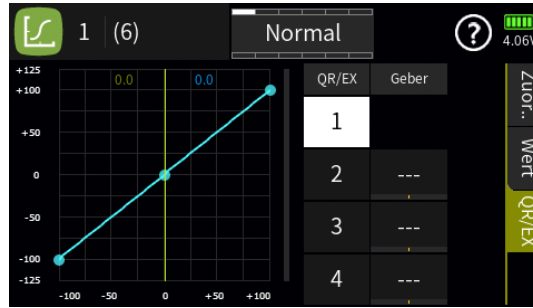 1 (6) Normal ? 4.06V
+125 0.0 0.0 QR/EX Geber
+100
1
+50
0 2 ---
-50 3 ---
-100
-125 4 ---
-100 -50 0 +50 +100
Zuor..
Wert
QR/EX